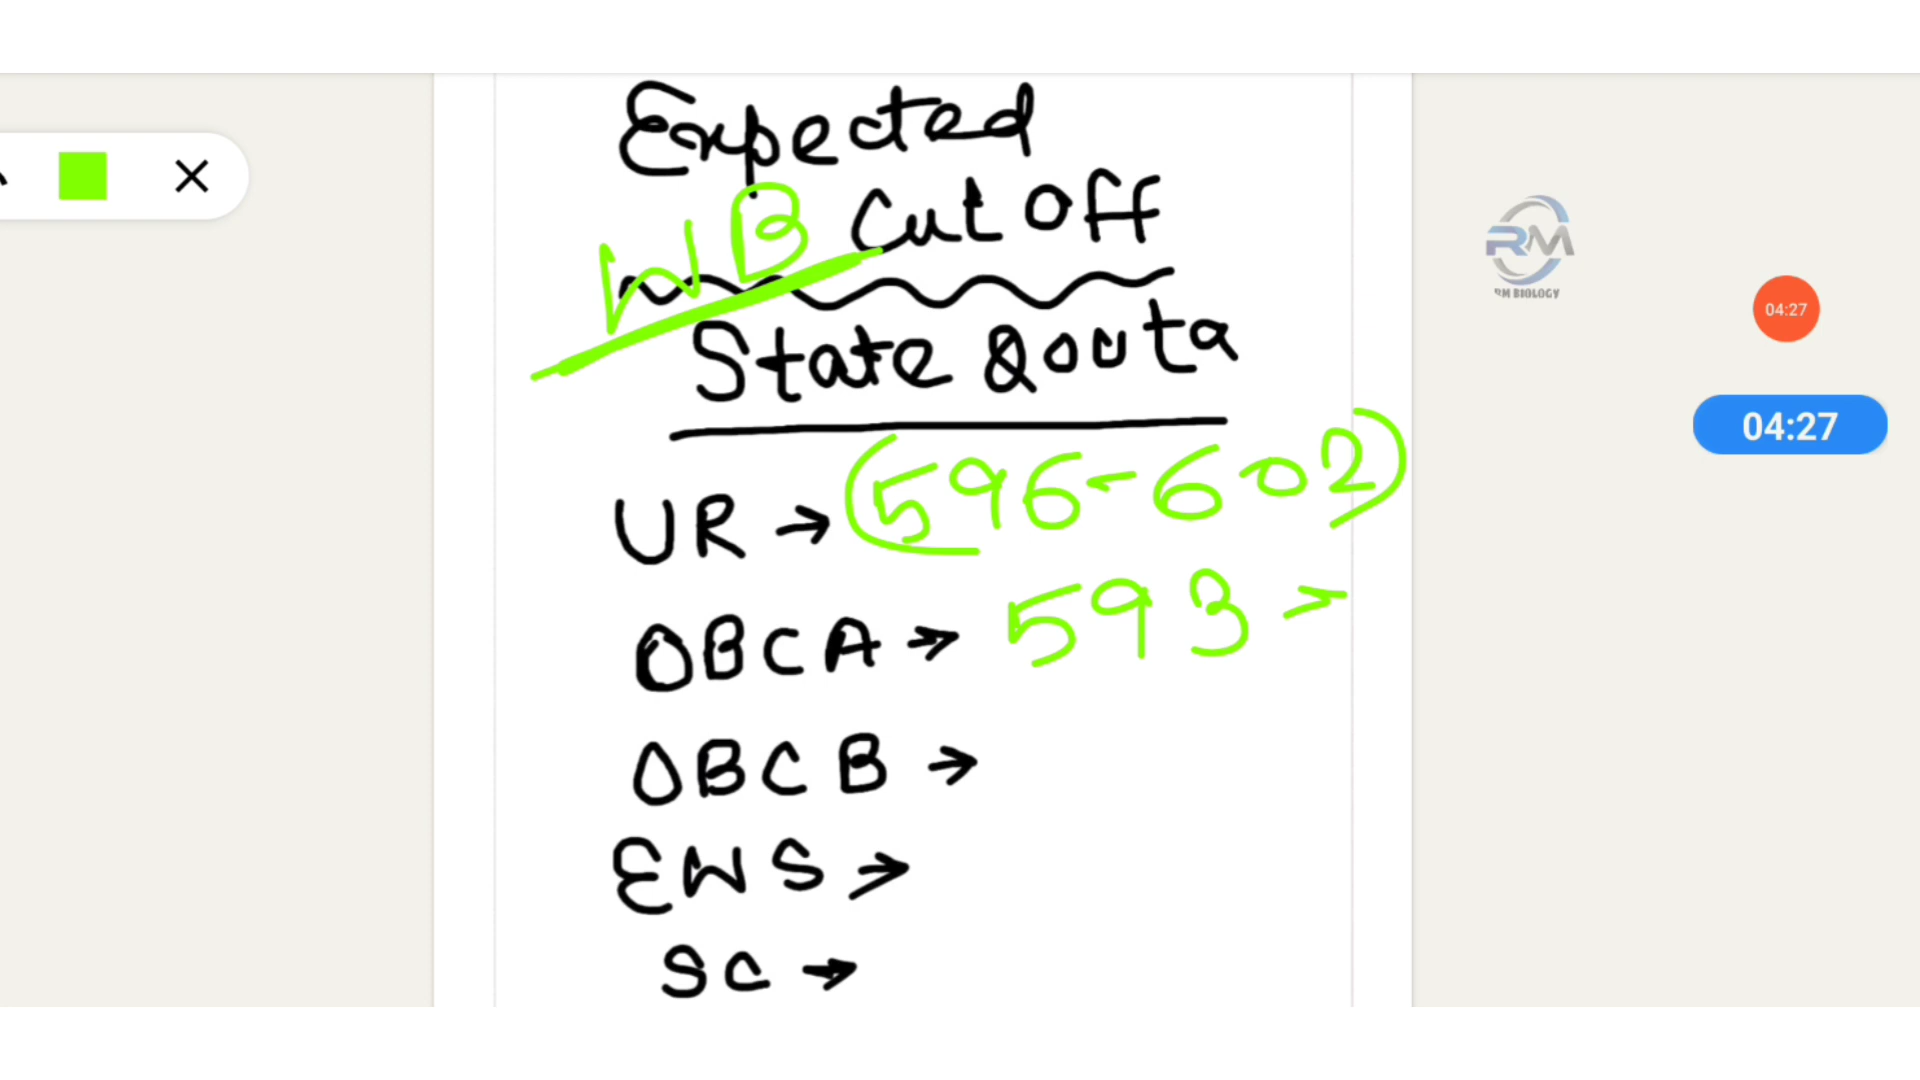 Expected
WB Cut Off
State Qouta
UR → (596-602)
OBCA → 593 -
OBCB →
EWS →
SC →
RM
RM BIOLOGY
04:27
04:27